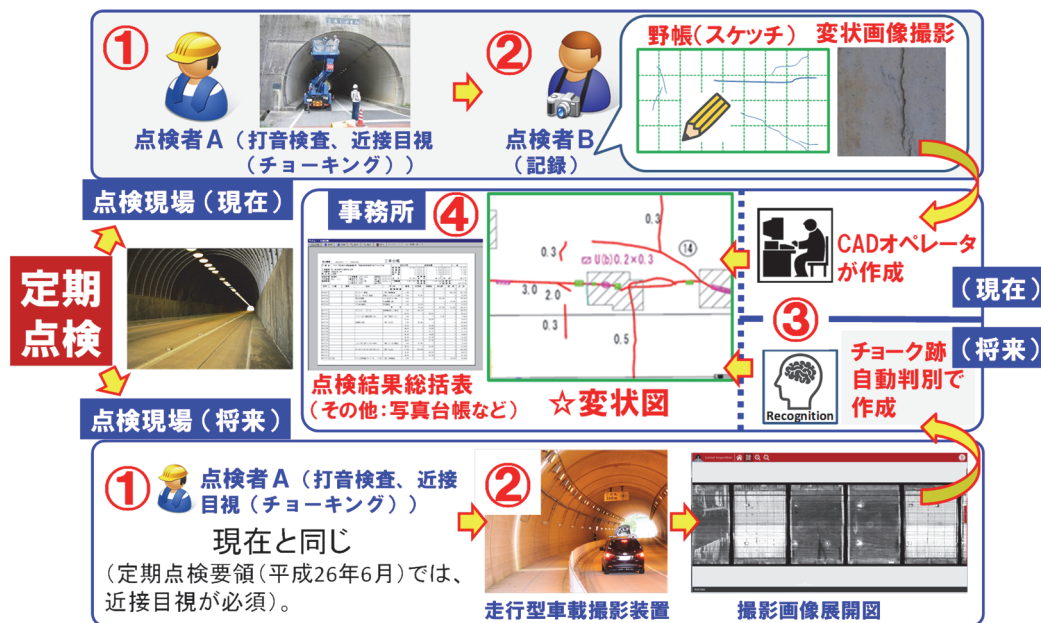 ①
点検者A（打音検査、近接目視
（チョーキング））
②
点検者B
（記録）
野帳(スケッチ)
変状画像撮影
点検現場（現在）
定期
点検
点検現場（将来）
事務所
④
点検結果総括表
（その他：写真台帳など）
0.3
0.3
⑭
U(b)0.2×0.3
3.0
2.0
0.3
0.5
☆変状図
CADオペレータ
が作成
（現在）
③
（将来）
Recognition
チョーク跡
自動判別で
作成
①
点検者A（打音検査、近接
目視（チョーキング））
現在と同じ
（定期点検要領(平成26年6月)では、
近接目視が必須）。
②
走行型車載撮影装置
撮影画像展開図